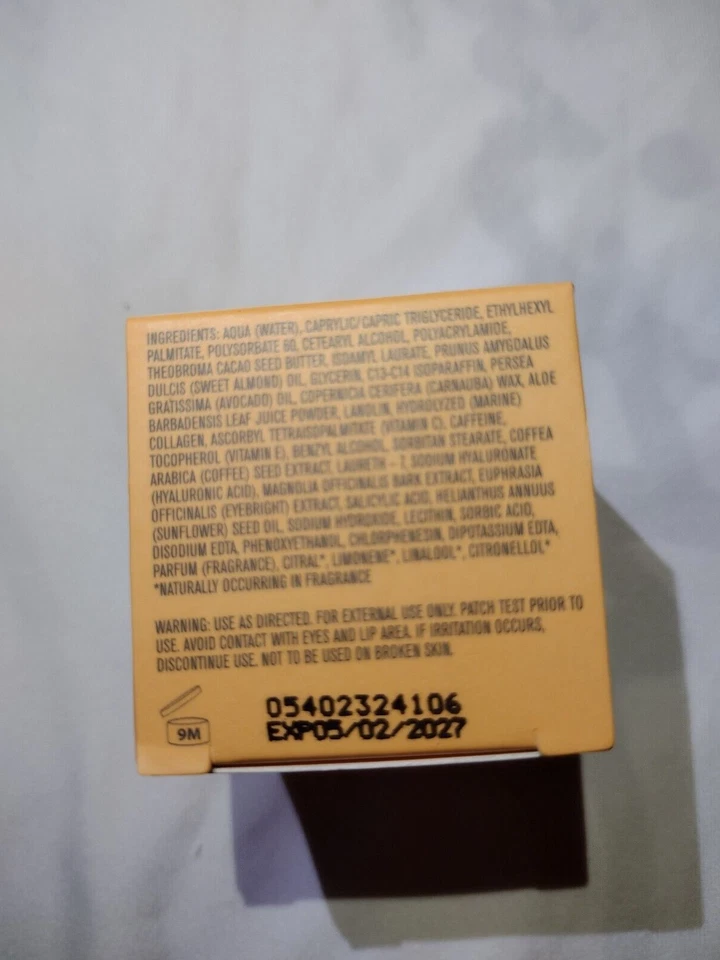 INGREDIENTS: AQUA (WATER), CAPRYLIC/CAPRIC TRIGLYCERIDE, ETHYLHEXYL
PALMITATE, POLYSORBATE 60, CETEARYL ALCOHOL, POLYACRYLAMIDE,
THEOBROMA CACAO SEED BUTTER, ISOAMYL LAURATE, PRUNUS AMYGDALUS
DULCIS (SWEET ALMOND) OIL, GLYCERIN, C13-C14 ISOPARAFFIN, PERSEA
GRATISSIMA (AVOCADO) OIL, COPERNICIA CERIFERA (CARNAUBA) WAX, ALOE
BARBADENSIS LEAF JUICE POWDER, LANOLIN, HYDROLYZED (MARINE)
COLLAGEN, ASCORBYL TETRAISOPALMITATE (VITAMIN C), CAFFEINE,
TOCOPHEROL (VITAMIN E), BENZYL ALCOHOL, SORBITAN STEARATE, COFFEA
ARABICA (COFFEE) SEED EXTRACT, LAURETH - 7, SODIUM HYALURONATE
(HYALURONIC ACID), MAGNOLIA OFFICINALIS BARK EXTRACT, EUPHRASIA
OFFICINALIS (EYEBRIGHT) EXTRACT, SALICYLIC ACID, HELIANTHUS ANNUUS
(SUNFLOWER) SEED OIL, SODIUM HYDROXIDE, LECITHIN, SORBIC ACID,
DISODIUM EDTA, PHENOXYETHANOL, CHLORPHENESIN, DIPOTASSIUM EDTA,
PARFUM (FRAGRANCE), CITRAL*, LIMONENE*, LINALOOL*, CITRONELLOL*
*NATURALLY OCCURRING IN FRAGRANCE
WARNING: USE AS DIRECTED. FOR EXTERNAL USE ONLY. PATCH TEST PRIOR TO
USE. AVOID CONTACT WITH EYES AND LIP AREA. IF IRRITATION OCCURS,
DISCONTINUE USE. NOT TO BE USED ON BROKEN SKIN.
9M
05402324106
EXP05/02/2027